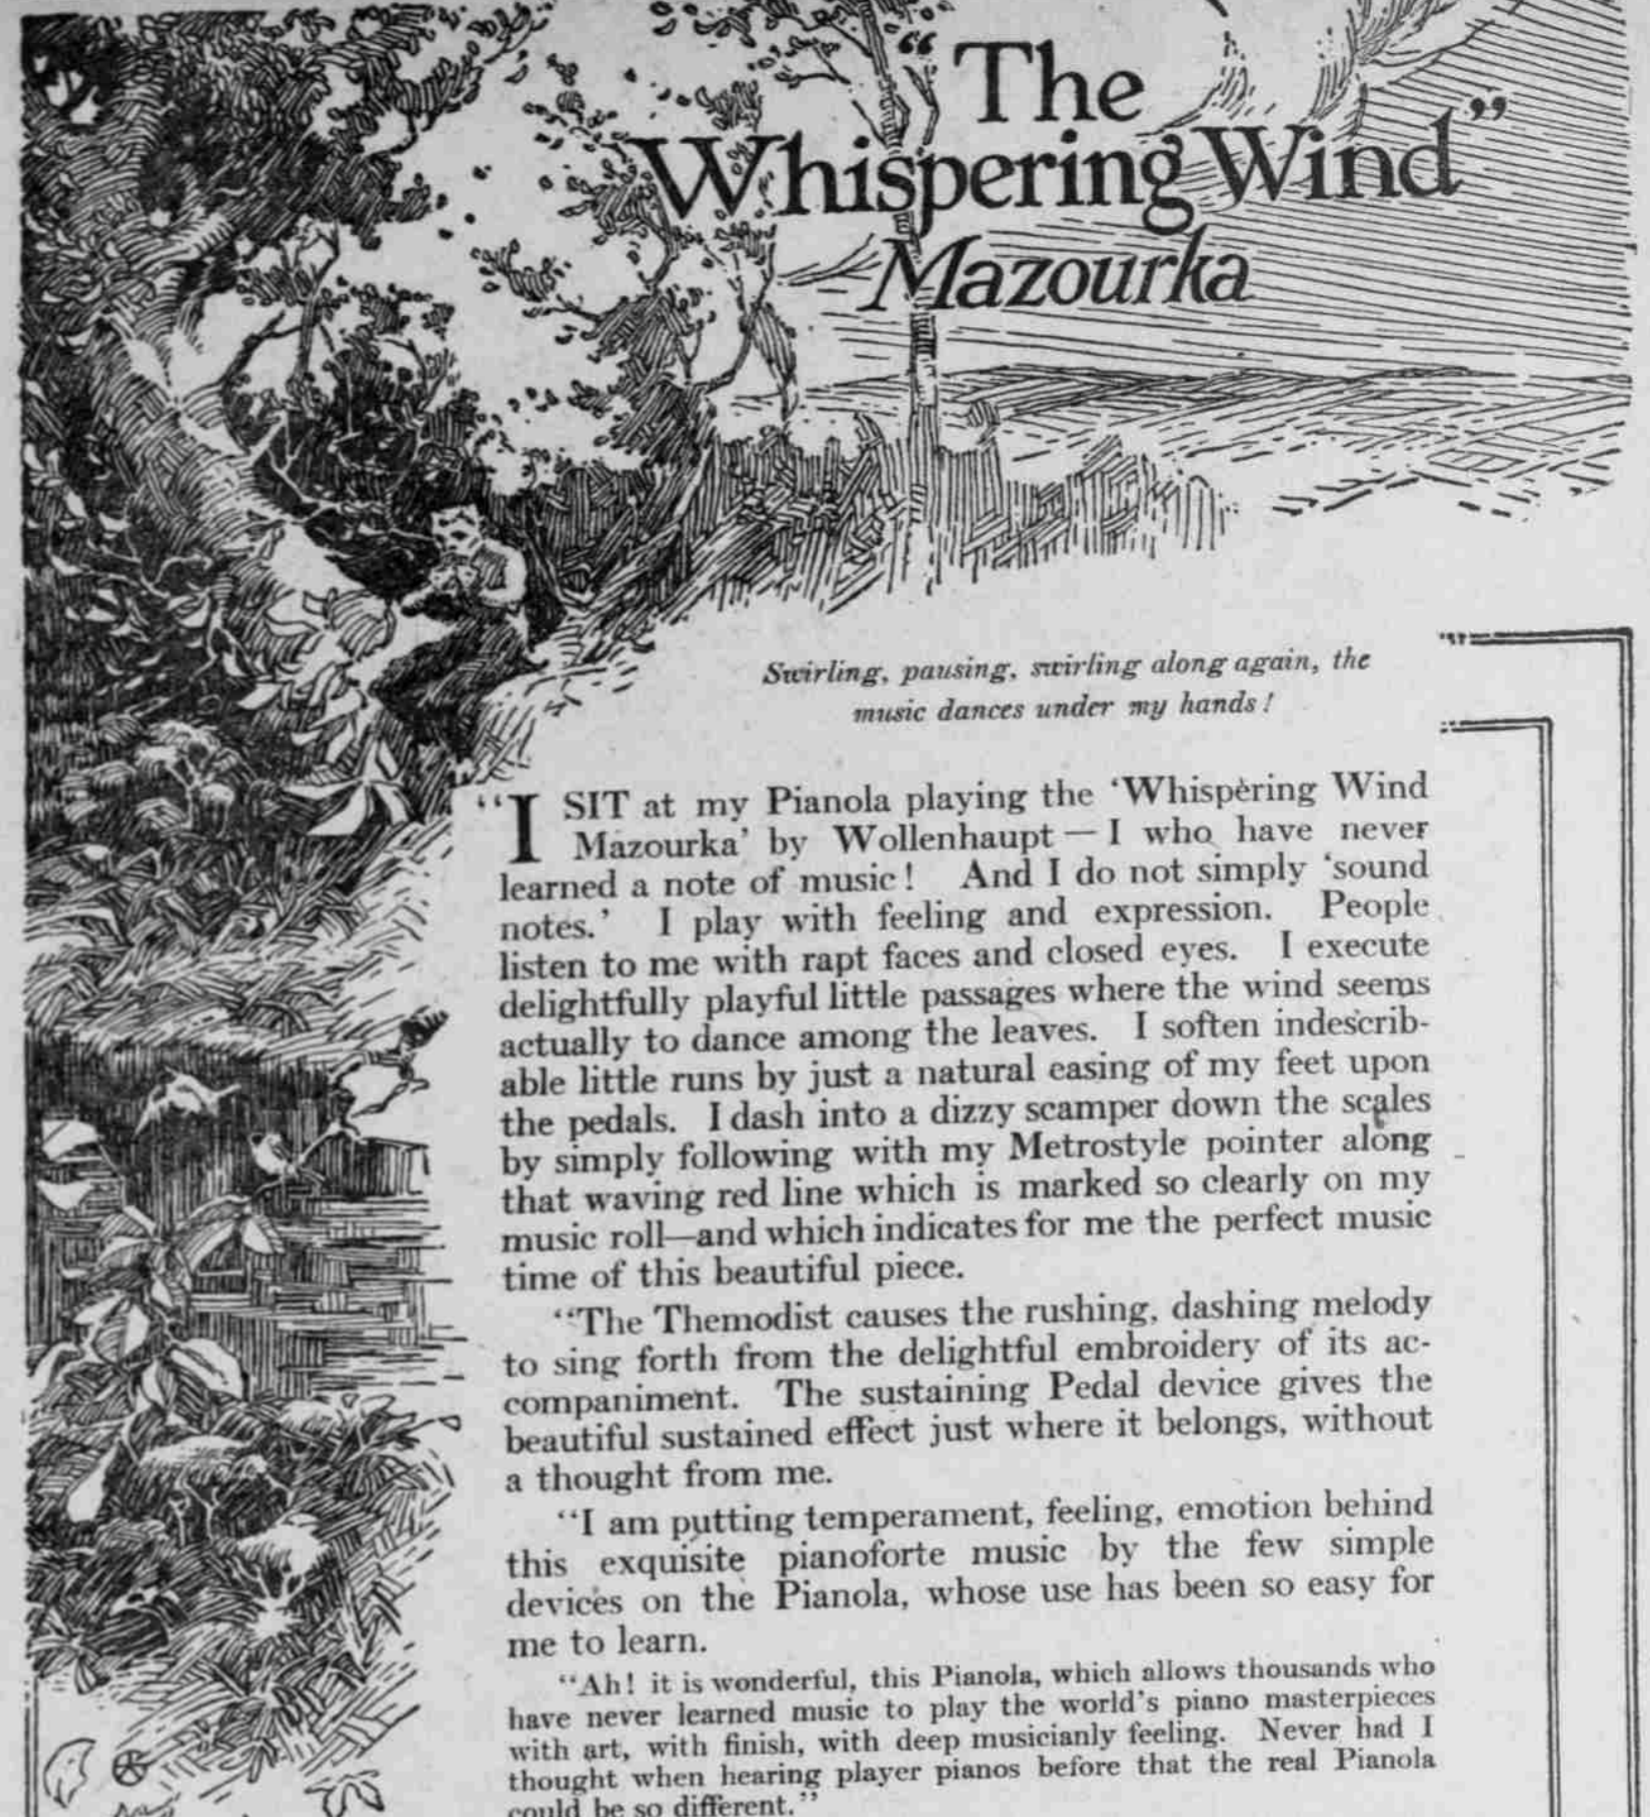 “The
Whispering Wind”
Mazourka
Swirling, pausing, swirling along again, the
music dances under my hands!
“I SIT at my Pianola playing the ‘Whispering Wind
Mazourka’ by Wollenhaupt — I who have never
learned a note of music! And I do not simply ‘sound
notes.’ I play with feeling and expression. People
listen to me with rapt faces and closed eyes. I execute
delightfully playful little passages where the wind seems
actually to dance among the leaves. I soften indescrib-
able little runs by just a natural easing of my feet upon
the pedals. I dash into a dizzy scamper down the scales
by simply following with my Metrostyle pointer along
that waving red line which is marked so clearly on my
music roll—and which indicates for me the perfect music
time of this beautiful piece.
“The Themodist causes the rushing, dashing melody
to sing forth from the delightful embroidery of its ac-
companiment. The sustaining Pedal device gives the
beautiful sustained effect just where it belongs, without
a thought from me.
“I am putting temperament, feeling, emotion behind
this exquisite pianoforte music by the few simple
devices on the Pianola, whose use has been so easy for
me to learn.
“Ah! it is wonderful, this Pianola, which allows thousands who
have never learned music to play the world’s piano masterpieces
with art, with finish, with deep musicianly feeling. Never had I
thought when hearing player pianos before that the real Pianola
could be so different.”